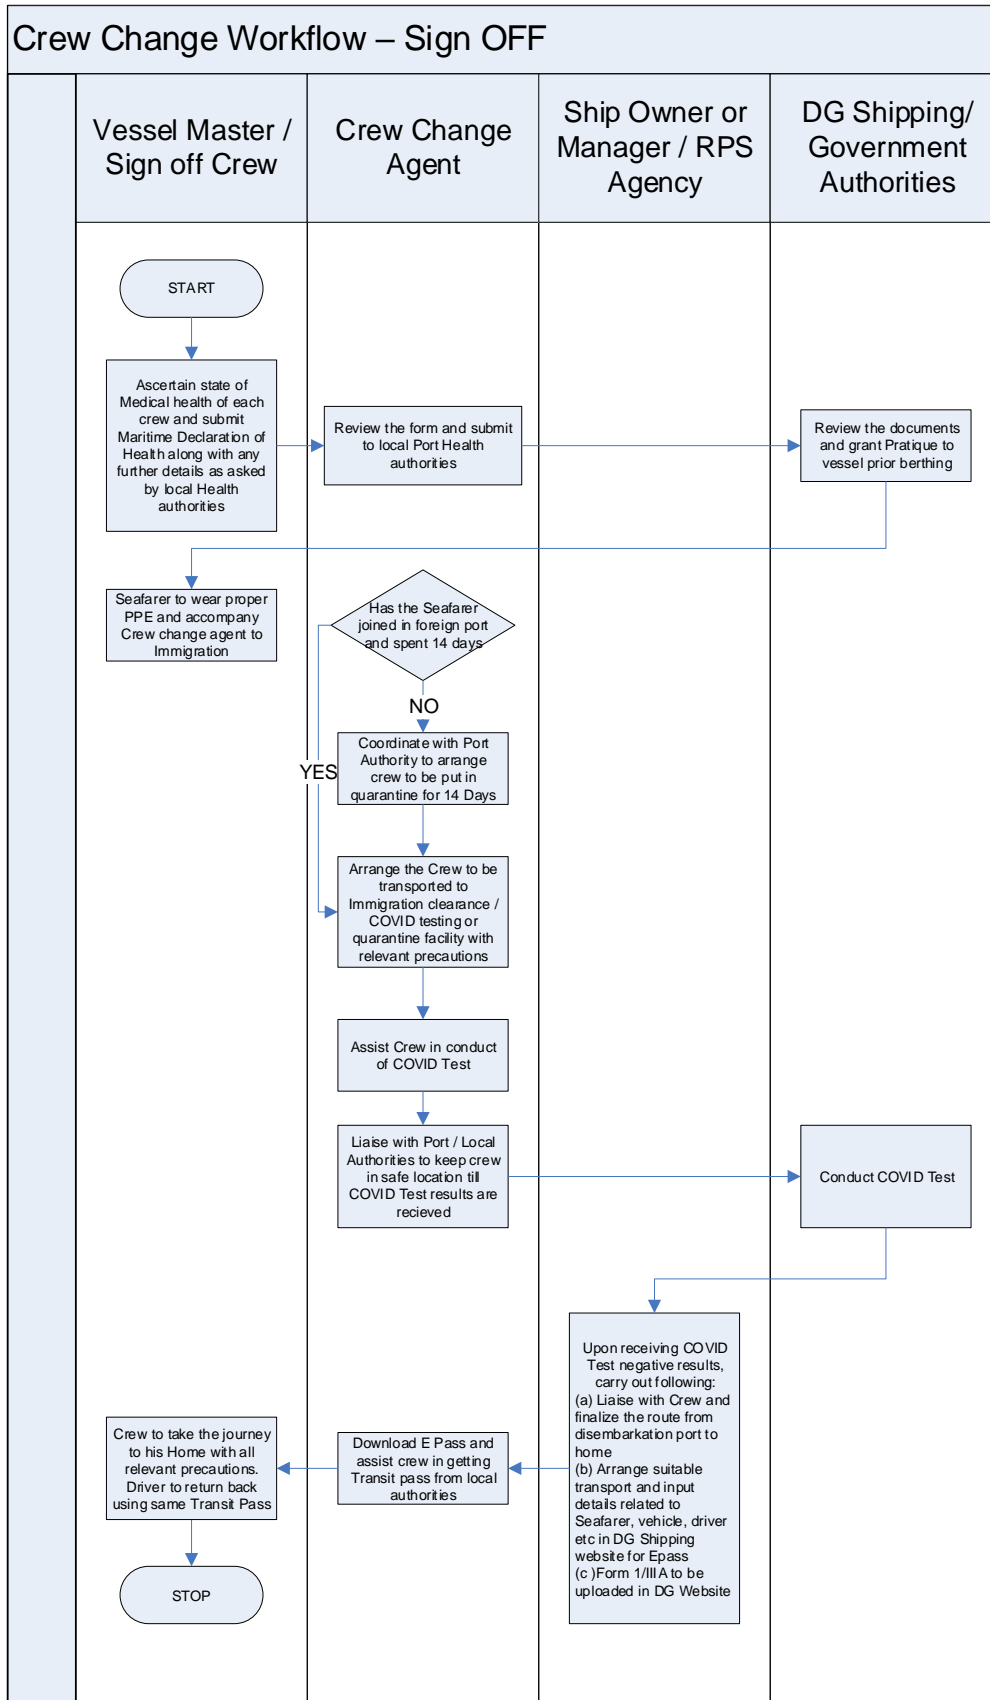 Crew Change Workflow – Sign OFF
Vessel Master /
Sign off Crew
Crew Change
Agent
Ship Owner or
Manager / RPS
Agency
DG Shipping/
Government
Authorities
START
Ascertain state of
Medical health of each
crew and submit
Maritime Declaration of
Health along with any
further details as asked
by local Health
authorities
Review the form and submit
to local Port Health
authorities
Review the documents
and grant Pratique to
vessel prior berthing
Seafarer to wear proper
PPE and accompany
Crew change agent to
Immigration
Has the Seafarer
joined in foreign port
and spent 14 days
NO
YES
Coordinate with Port
Authority to arrange
crew to be put in
quarantine for 14 Days
Arrange the Crew to be
transported to
Immigration clearance /
COVID testing or
quarantine facility with
relevant precautions
Assist Crew in conduct
of COVID Test
Liaise with Port / Local
Authorities to keep crew
in safe location till
COVID Test results are
recieved
Conduct COVID Test
Upon receiving COVID
Test negative results,
carry out following:
(a) Liaise with Crew and
finalize the route from
disembarkation port to
home
(b) Arrange suitable
transport and input
details related to
Seafarer, vehicle, driver
etc in DG Shipping
website for Epass
(c )Form 1/III A to be
uploaded in DG Website
Download E Pass and
assist crew in getting
Transit pass from local
authorities
Crew to take the journey
to his Home with all
relevant precautions.
Driver to return back
using same Transit Pass
STOP